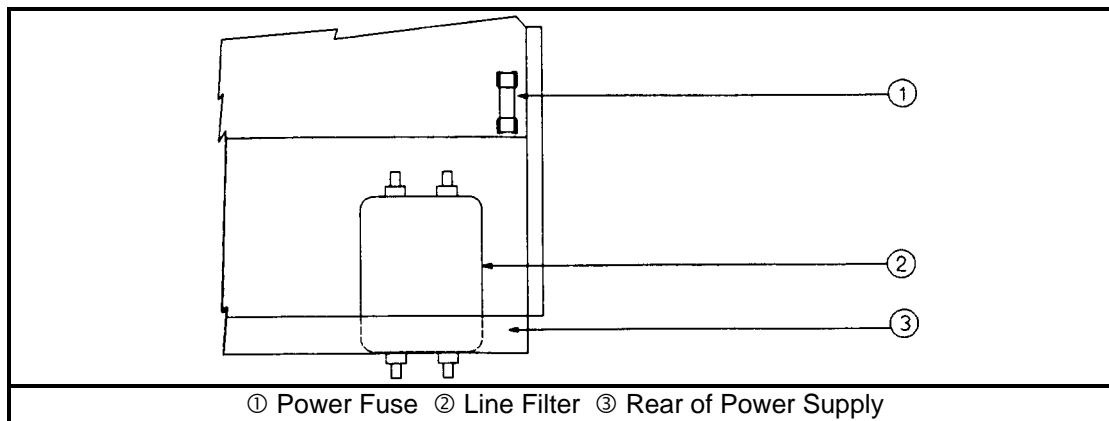 ①
②
③
① Power Fuse ② Line Filter ③ Rear of Power Supply